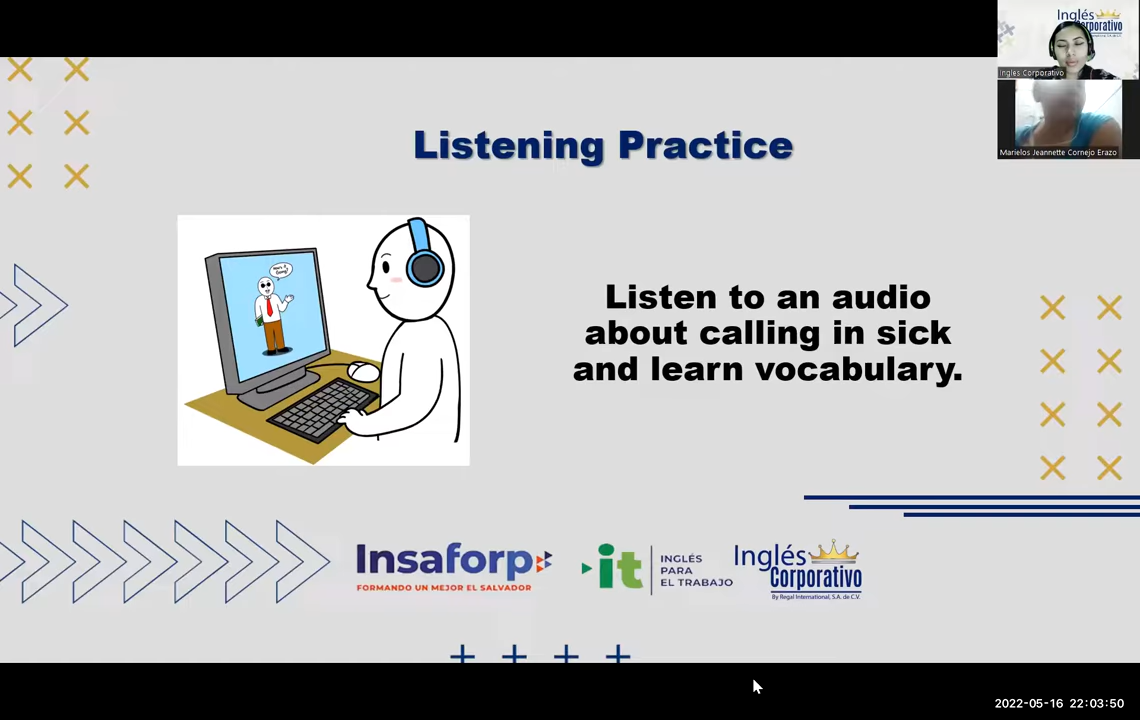 Inglés
Corporativo
Ingles Corporativo
Marielos Jeannette Cornejo Erazo
Listening Practice
Listen to an audio
about calling in sick
and learn vocabulary.
Insaforp
FORMANDO UN MEJOR EL SALVADOR
it
INGLÉS
PARA
EL TRABAJO
Inglés
Corporativo
By Regal International, S.A. de C.V.
2022-05-16 22:03:50